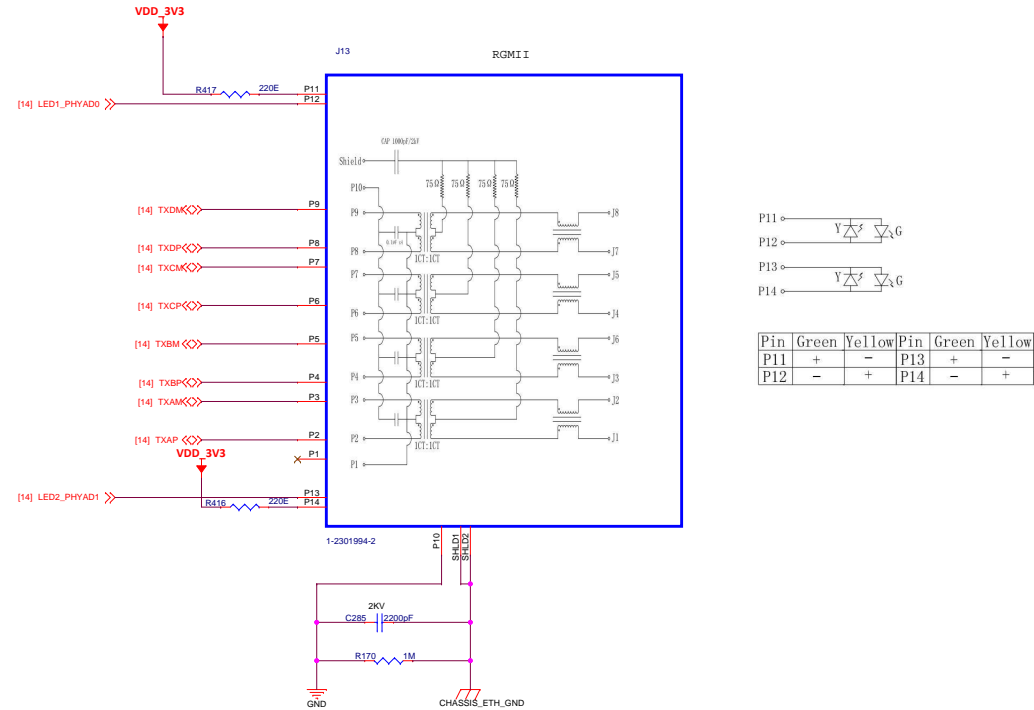 VDD_3V3
J13
RGMII
R417
220E
P11
[14] LED1_PHYAD0
P12
CAP 1000pF/2kV
Shield
75Ω
75Ω
75Ω
75Ω
P10
[14] TXDM
P9
P9
J8
[14] TXDP
P8
P8
J7
1CT:1CT
[14] TXCM
P7
P7
J5
[14] TXCP
P6
P6
J4
1CT:1CT
[14] TXBM
P5
P5
J6
[14] TXBP
P4
P4
J3
1CT:1CT
[14] TXAM
P3
P3
J2
[14] TXAP
P2
P2
J1
1CT:1CT
VDD_3V3
P1
P1
[14] LED2_PHYAD1
P13
R416
220E
P14
1-2301994-2
P10
SHLD1
SHLD2
2KV
C285
2200pF
R170
1M
GND
CHASSIS_ETH_GND
P11
Y
G
P12
P13
Y
G
P14
Pin Green Yellow Pin Green Yellow
P11 + − P13 + −
P12 − + P14 − +